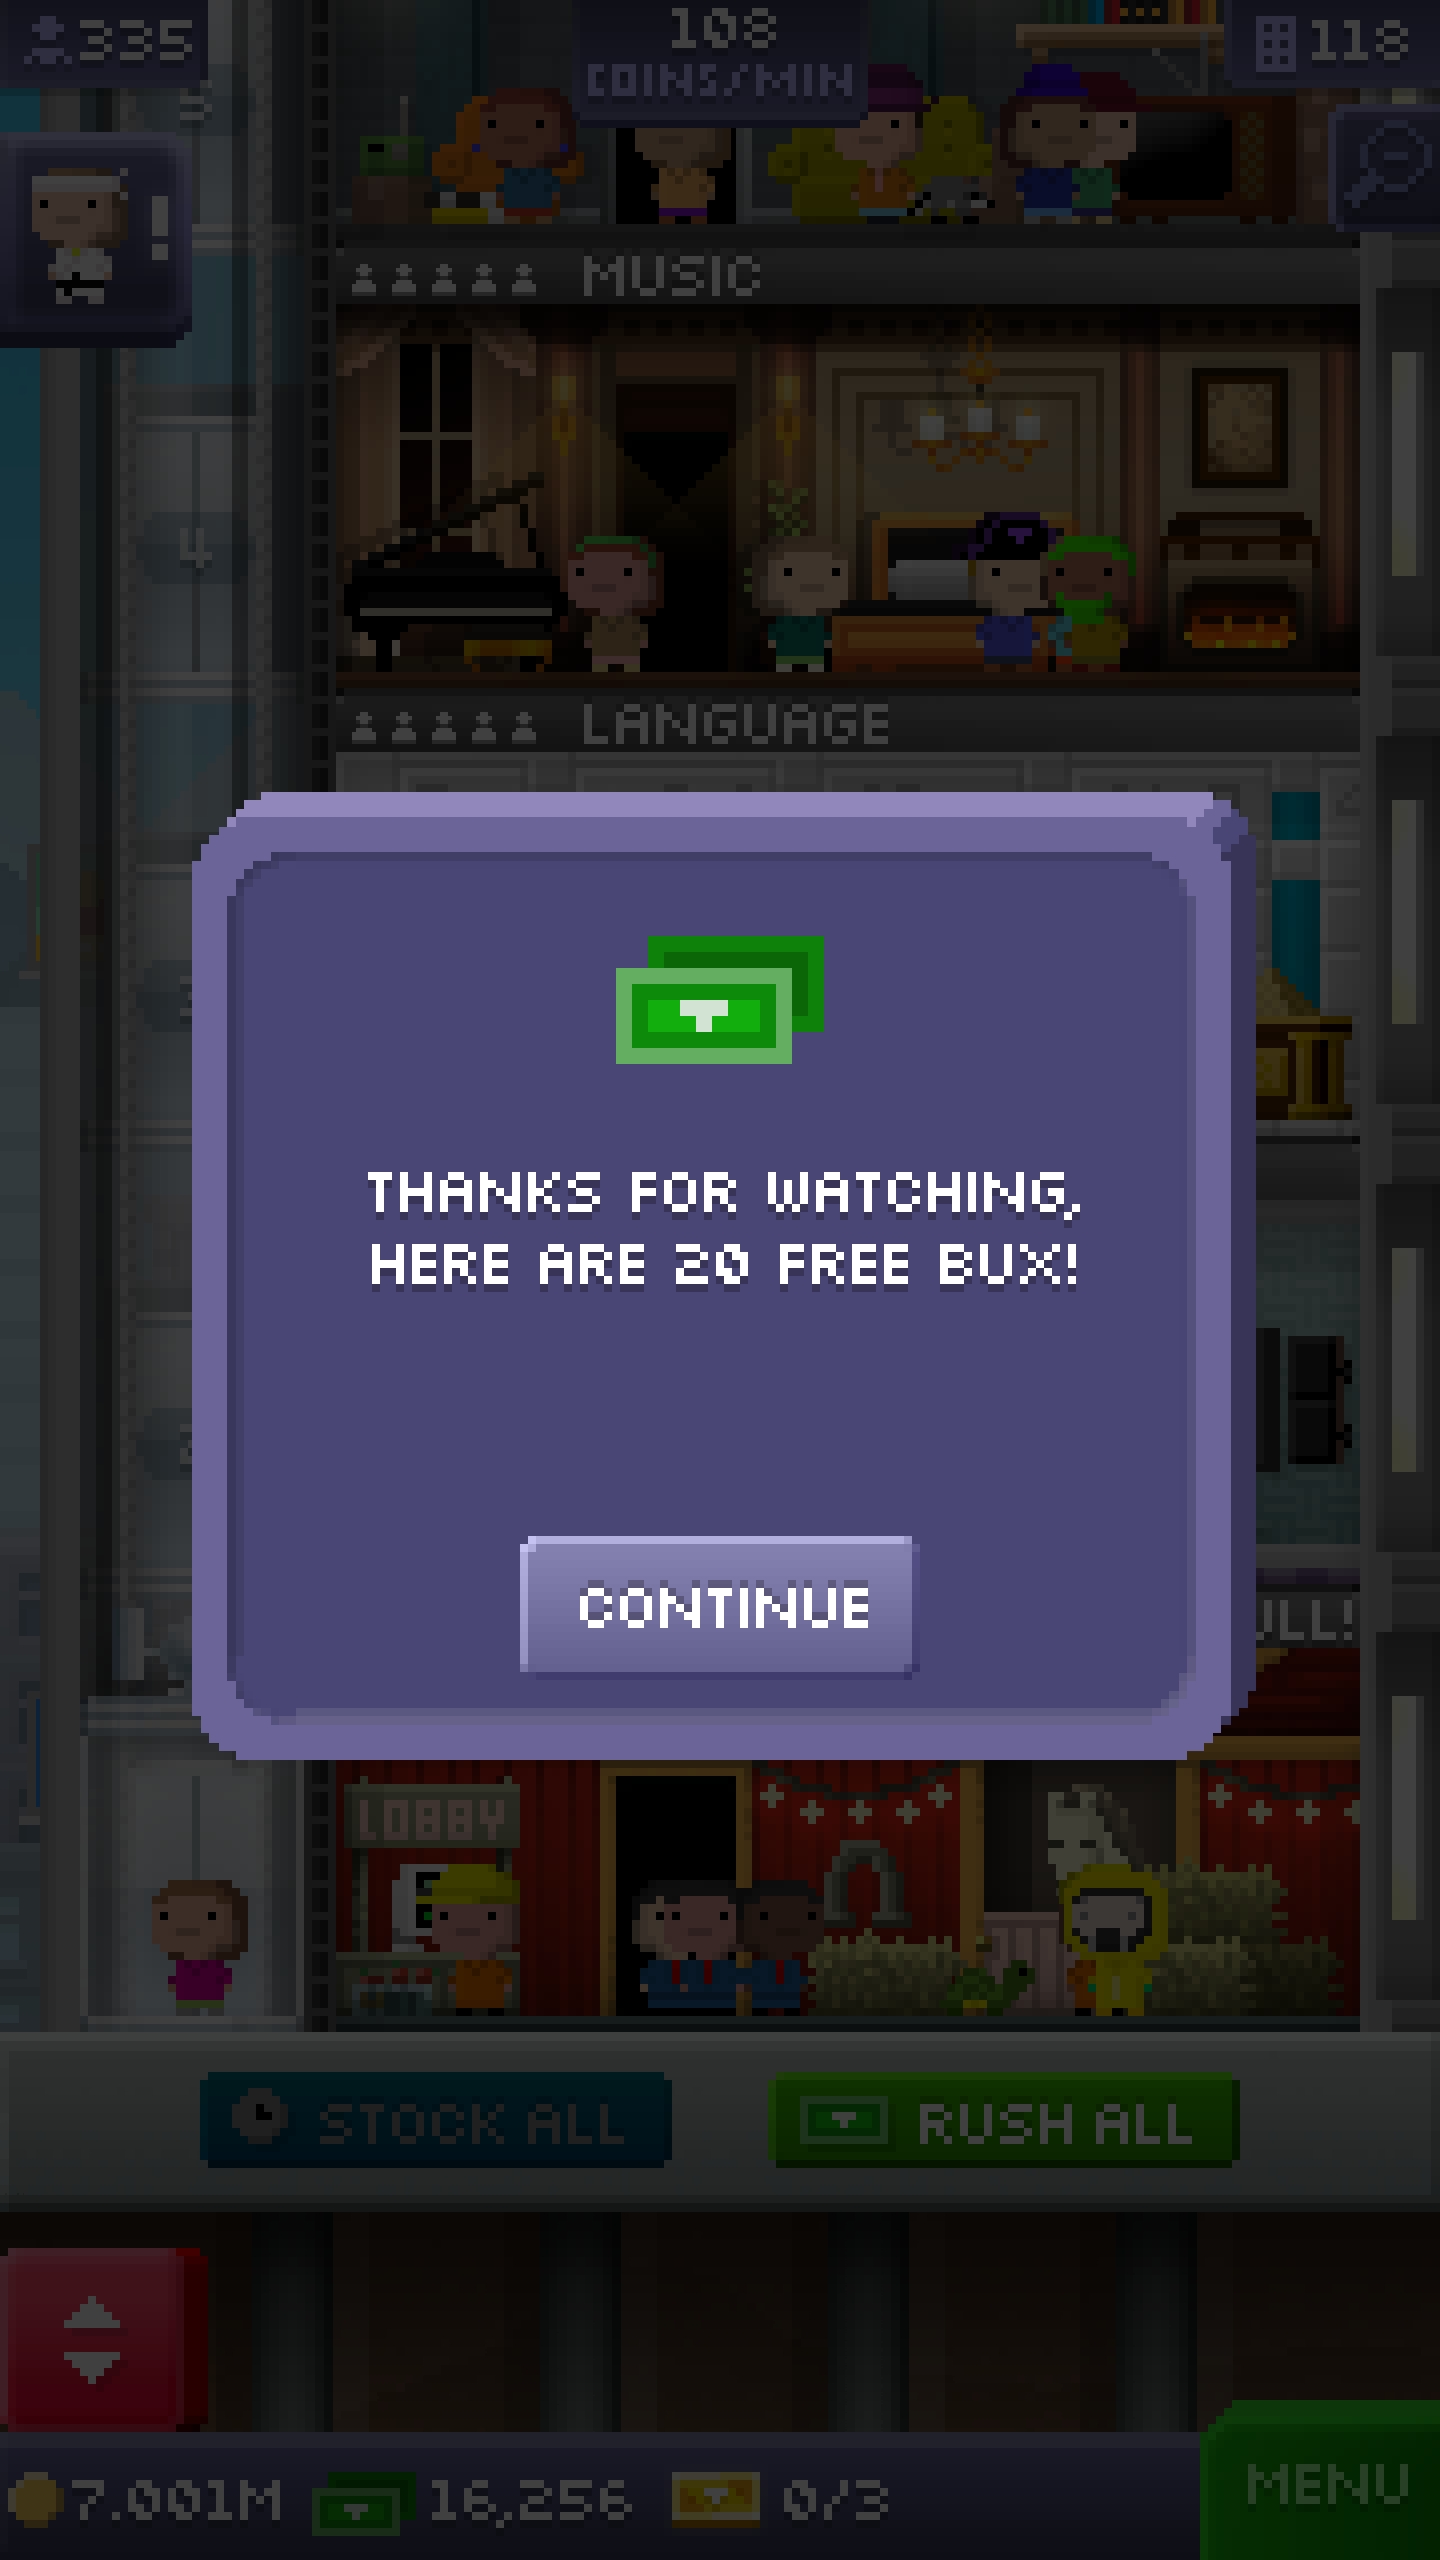 335
108
COINS/MIN
118
5
MUSIC
4
LANGUAGE
THANKS FOR WATCHING,
HERE ARE 20 FREE BUX!
CONTINUE
LOBBY
STOCK ALL
RUSH ALL
7.001M
16,256
0/3
MENU